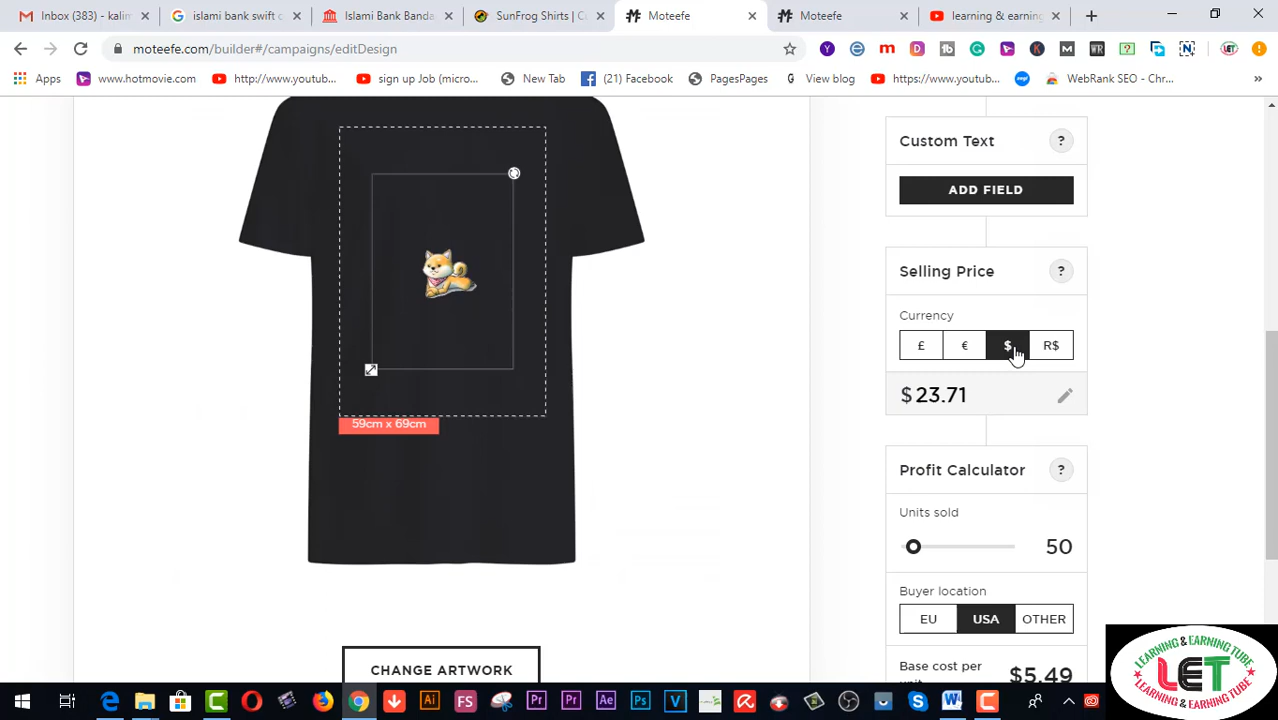 Inbox (383) - kalim
islami bank swift c
Islami Bank Banda
SunFrog Shirts | C
Moteefe
Moteefe
learning & earning
moteefe.com/builder#/campaigns/editDesign
Apps
www.hotmovie.com
http://www.youtub...
sign up Job (micro...
New Tab
(21) Facebook
PagesPages
View blog
https://www.youtu...
WebRank SEO - Chr...
Custom Text
?
ADD FIELD
Selling Price
?
Currency
£
€
$
R$
$ 23.71
59cm x 69cm
Profit Calculator
?
Units sold
50
Buyer location
EU
USA
OTHER
Base cost per
unit
$5.49
CHANGE ARTWORK
LEARNING & EARNING TUBE
LET
LEARNING & EARNING TUBE